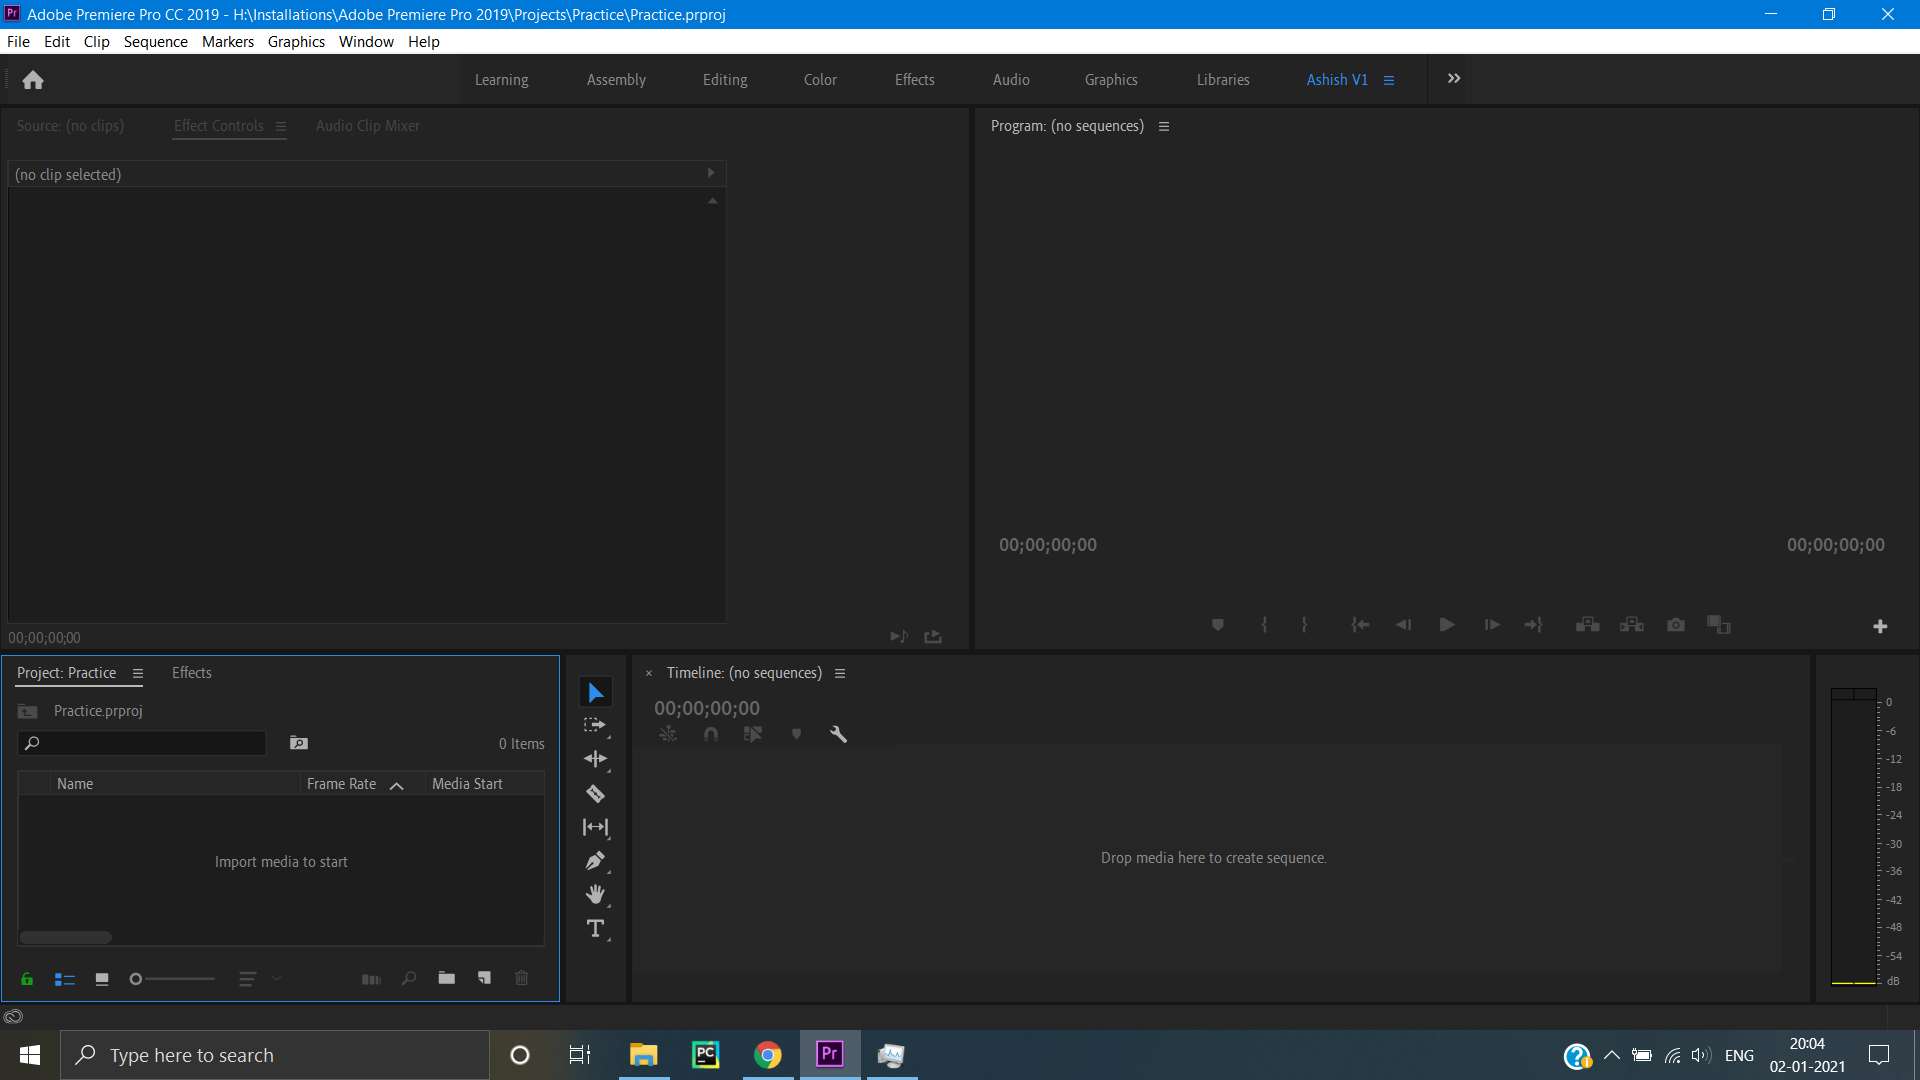 Pr Adobe Premiere Pro CC 2019 - H:\Installations\Adobe Premiere Pro 2019\Projects\Practice\Practice.prproj
File Edit Clip Sequence Markers Graphics Window Help
Learning Assembly Editing Color Effects Audio Graphics Libraries Ashish V1
Source: (no clips) Effect Controls Audio Clip Mixer
Program: (no sequences)
(no clip selected)
00;00;00;00 00;00;00;00
00;00;00;00
Project: Practice Effects
Practice.prproj
0 Items
Name Frame Rate Media Start
Import media to start
Timeline: (no sequences)
00;00;00;00
Drop media here to create sequence.
0
-6
-12
-18
-24
-30
-36
-42
-48
-54
dB
Type here to search
PC
Pr
ENG
20:04
02-01-2021